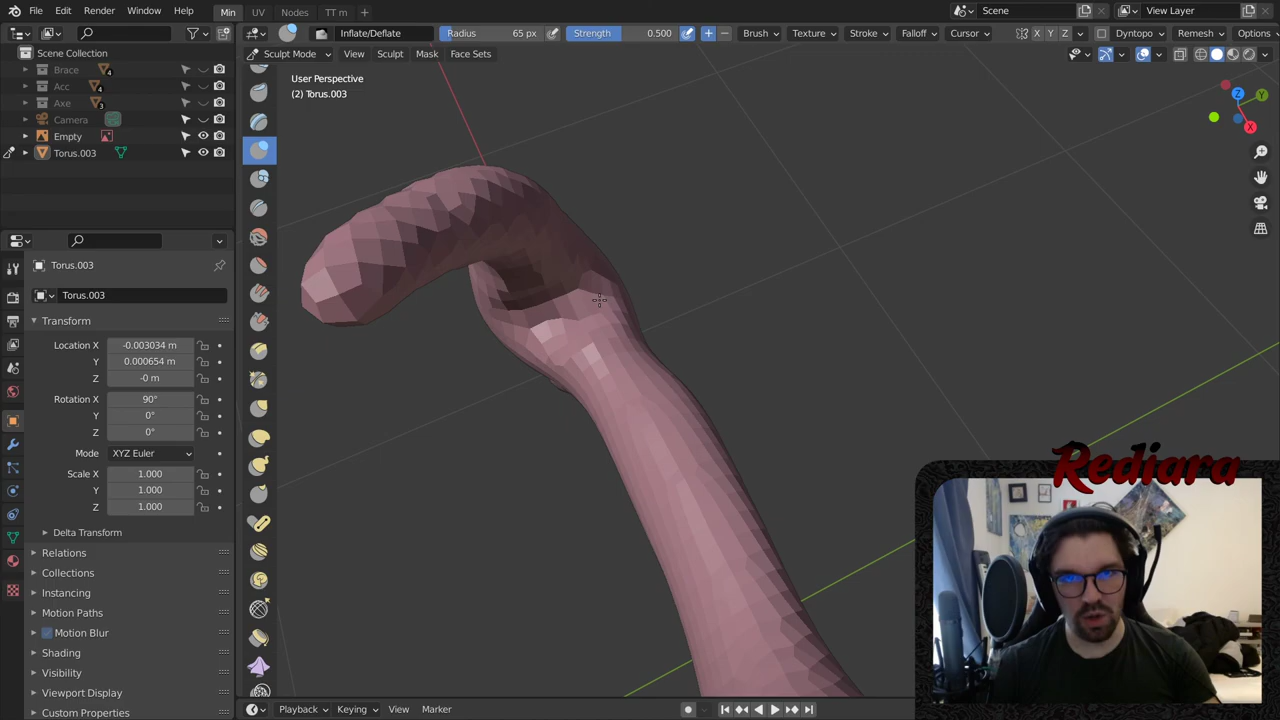 File Edit Render Window Help Min UV Nodes TT m + Scene View Layer
Inflate/Deflate Radius 65 px Strength 0.500 + − Brush Texture Stroke Falloff Cursor X Y Z Dyntopo Remesh Options
Sculpt Mode View Sculpt Mask Face Sets
Scene Collection
Brace 4
Acc 4
Axe 3
Camera
Empty
Torus.003
User Perspective
(2) Torus.003
Z
Y
X
Torus.003
Torus.003
Transform
Location X -0.003034 m
Y 0.000654 m
Z -0 m
Rotation X 90°
Y 0°
Z 0°
Mode XYZ Euler
Scale X 1.000
Y 1.000
Z 1.000
Delta Transform
Relations
Collections
Instancing
Motion Paths
Motion Blur
Shading
Visibility
Viewport Display
Custom Properties
Rediara
Playback Keying View Marker